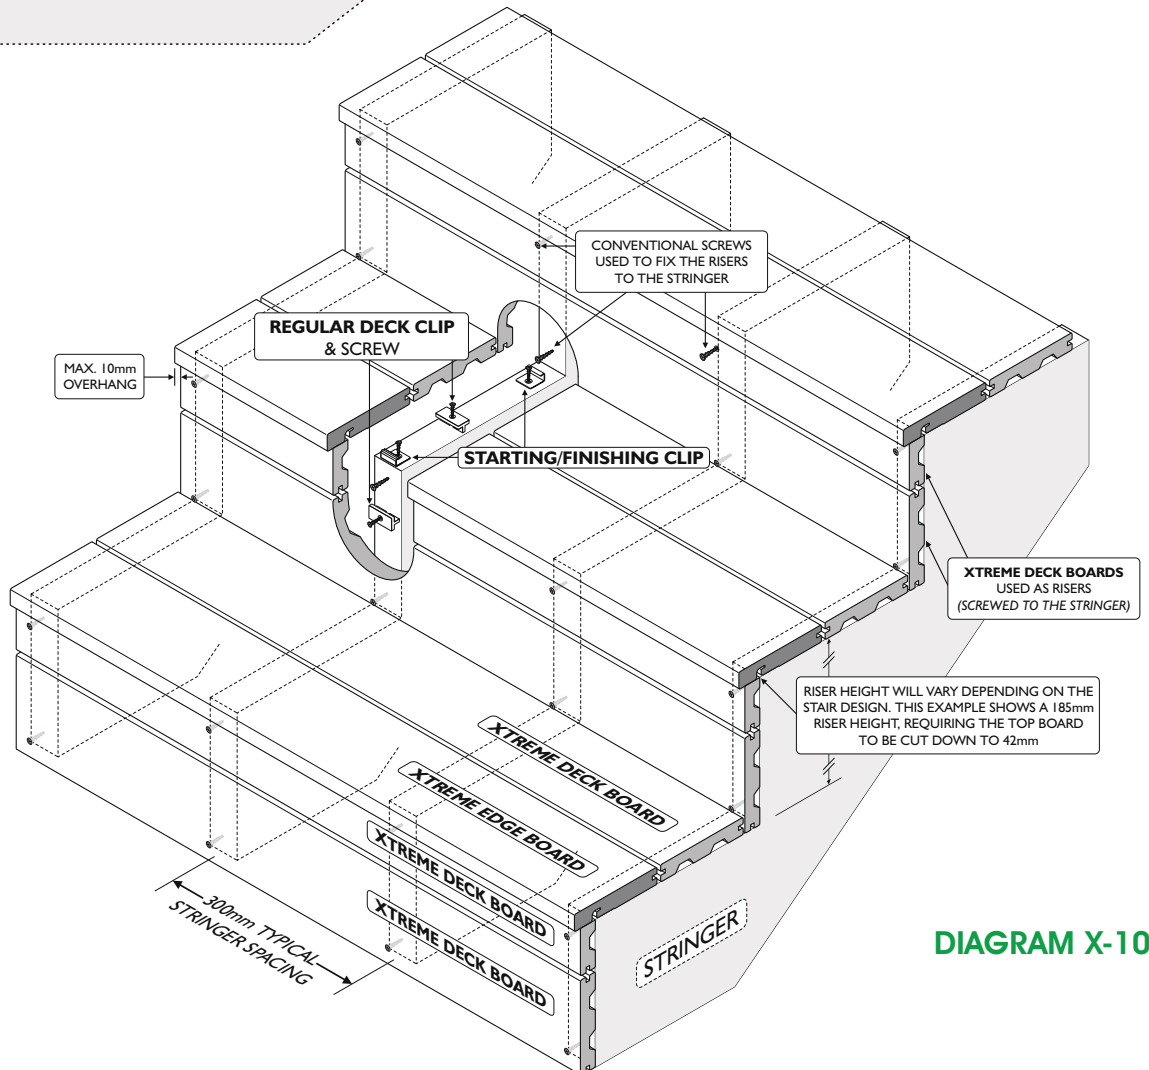 CONVENTIONAL SCREWS
USED TO FIX THE RISERS
TO THE STRINGER
REGULAR DECK CLIP
& SCREW
MAX. 10mm
OVERHANG
STARTING/FINISHING CLIP
XTREME DECK BOARDS
USED AS RISERS
(SCREWED TO THE STRINGER)
RISER HEIGHT WILL VARY DEPENDING ON THE
STAIR DESIGN. THIS EXAMPLE SHOWS A 185mm
RISER HEIGHT, REQUIRING THE TOP BOARD
TO BE CUT DOWN TO 42mm
XTREME DECK BOARD
XTREME EDGE BOARD
XTREME DECK BOARD
XTREME DECK BOARD
300mm TYPICAL
STRINGER SPACING
STRINGER
DIAGRAM X-10